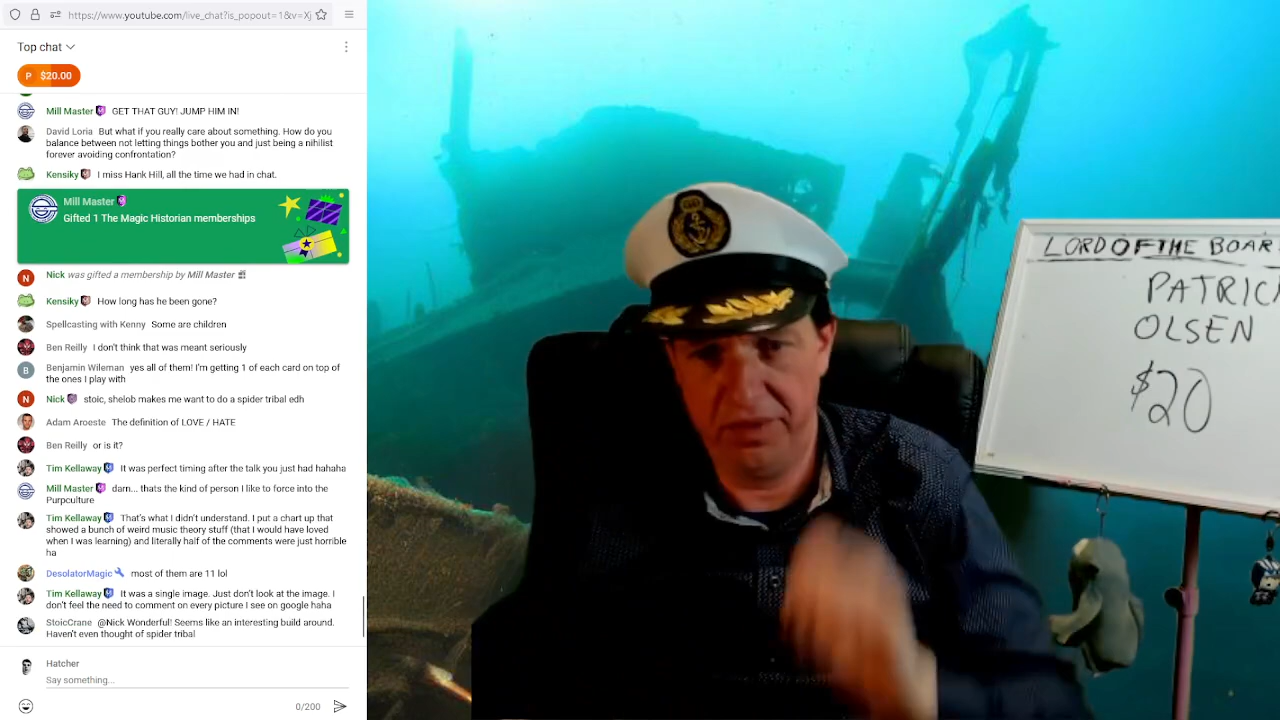 https://www.youtube.com/live_chat?is_popout=1&v=Xj
Top chat
P $20.00
Mill Master GET THAT GUY! JUMP HIM IN!
David Loria But what if you really care about something. How do you
balance between not letting things bother you and just being a nihilist
forever avoiding confrontation?
Kensiky I miss Hank Hill, all the time we had in chat.
Mill Master
Gifted 1 The Magic Historian memberships
N Nick was gifted a membership by Mill Master
Kensiky How long has he been gone?
Spellcasting with Kenny Some are children
Ben Reilly I don't think that was meant seriously
B Benjamin Wileman yes all of them! I'm getting 1 of each card on top of
the ones I play with
N Nick stoic, shelob makes me want to do a spider tribal edh
Adam Aroeste The definition of LOVE / HATE
Ben Reilly or is it?
Tim Kellaway It was perfect timing after the talk you just had hahaha
Mill Master darn... thats the kind of person I like to force into the
Purpculture
Tim Kellaway That's what I didn't understand. I put a chart up that
showed a bunch of weird music theory stuff (that I would have loved
when I was learning) and literally half of the comments were just horrible
ha
DesolatorMagic most of them are 11 lol
Tim Kellaway It was a single image. Just don't look at the image. I
don't feel the need to comment on every picture I see on google haha
StoicCrane @Nick Wonderful! Seems like an interesting build around.
Haven't even thought of spider tribal
Hatcher
Say something...
0/200
LORD OF THE BOAR
PATRIC
OLSEN
$20